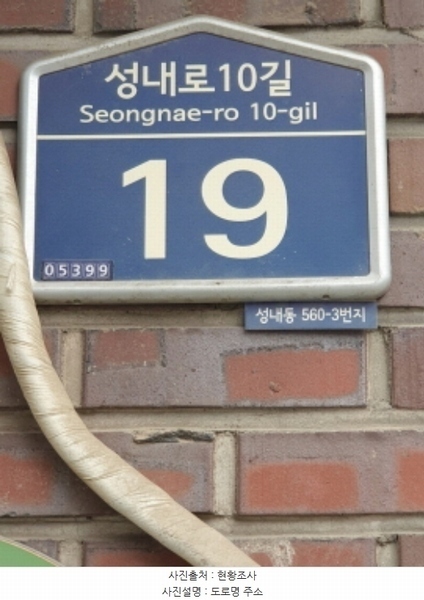 성내로10길
Seongnae-ro 10-gil
19
05399
성내동 560-3번지
사진출처 : 현황조사
사진설명 : 도로명 주소